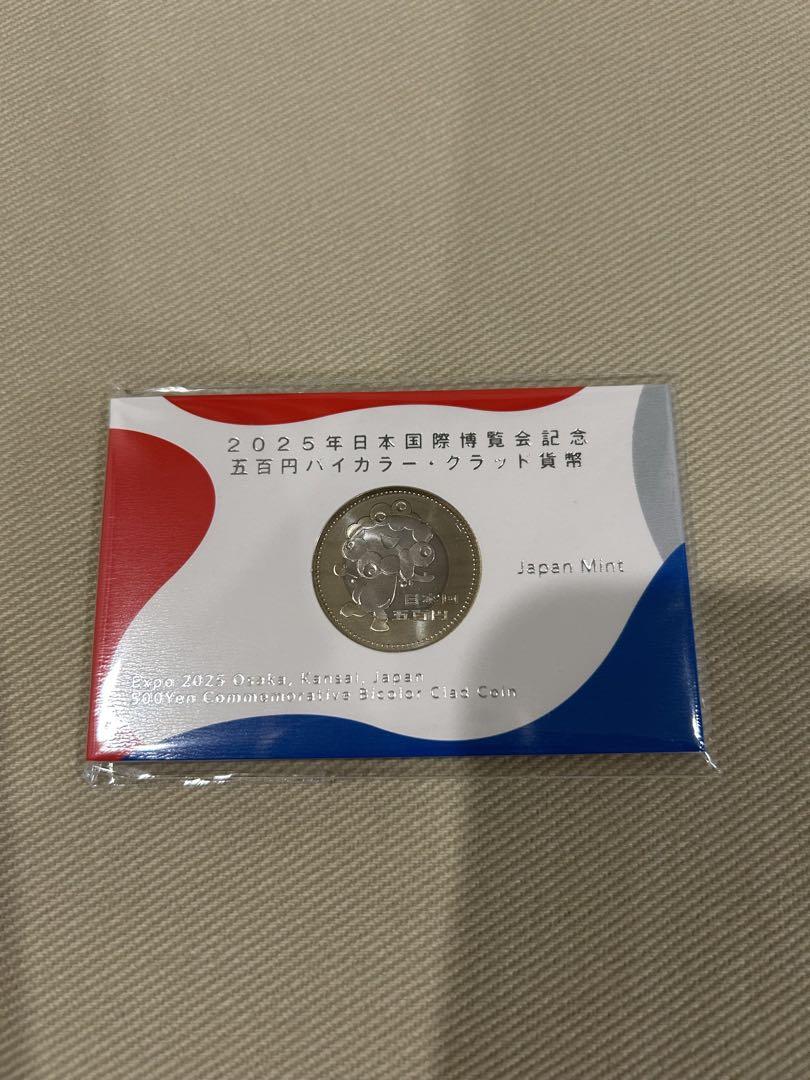 2025年日本国際博覧会記念
五百円バイカラー・クラッド貨幣
日本国
五百円
Japan Mint
Expo 2025 Osaka, Kansai, Japan
500Yen Commemorative Bicolor Clad Coin